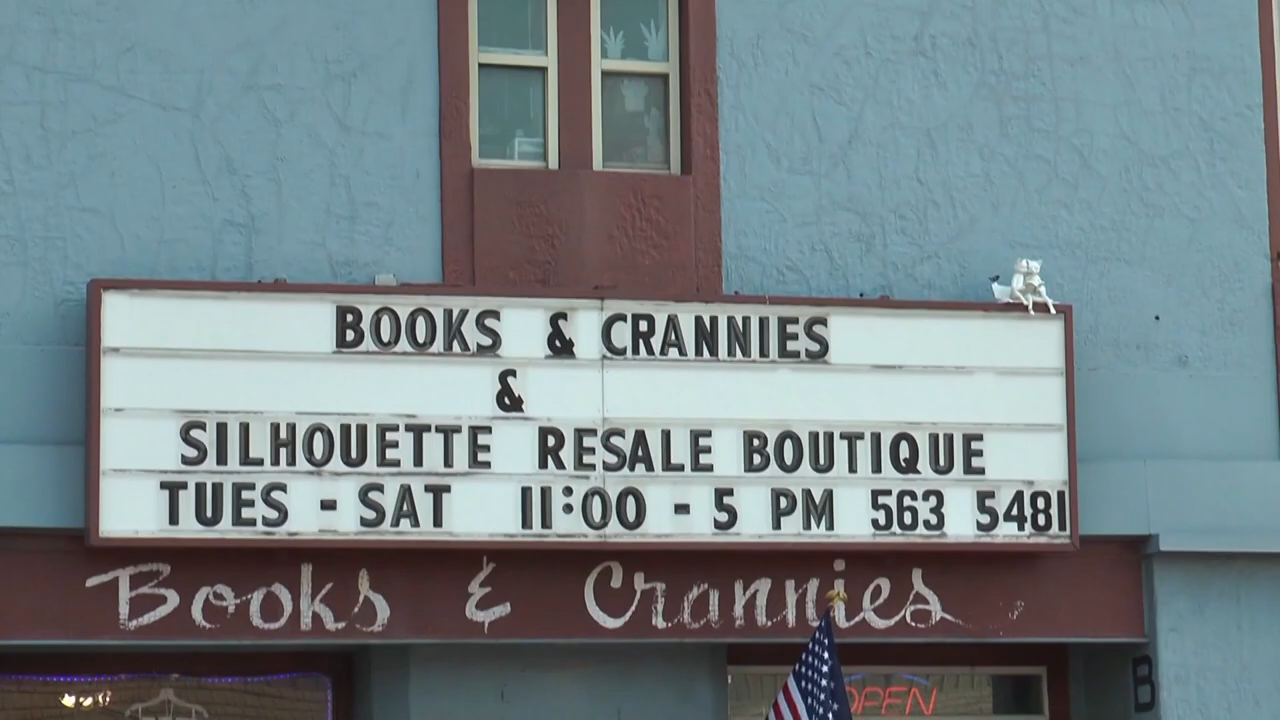 BOOKS & CRANNIES
&
SILHOUETTE RESALE BOUTIQUE
TUES - SAT 11:00 - 5 PM 563 5481
Books & Crannies
OPEN
B